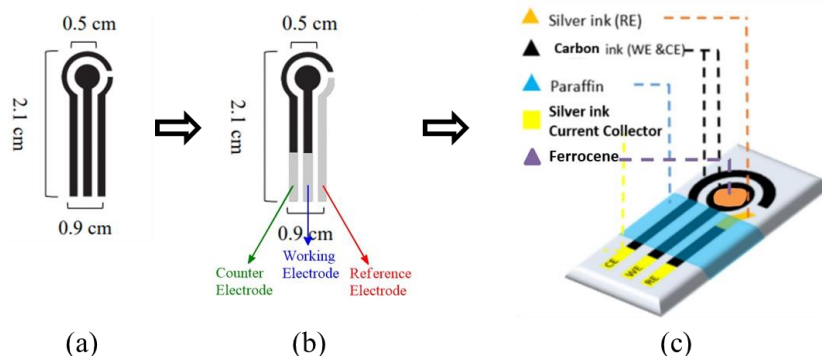 0.5 cm
2.1 cm
0.9 cm
(a)
0.5 cm
2.1 cm
0.9 cm
Counter
Electrode
Working
Electrode
Reference
Electrode
(b)
Silver ink (RE)
Carbon ink (WE &CE)
Paraffin
Silver ink
Current Collector
Ferrocene
CE
WE
RE
(c)